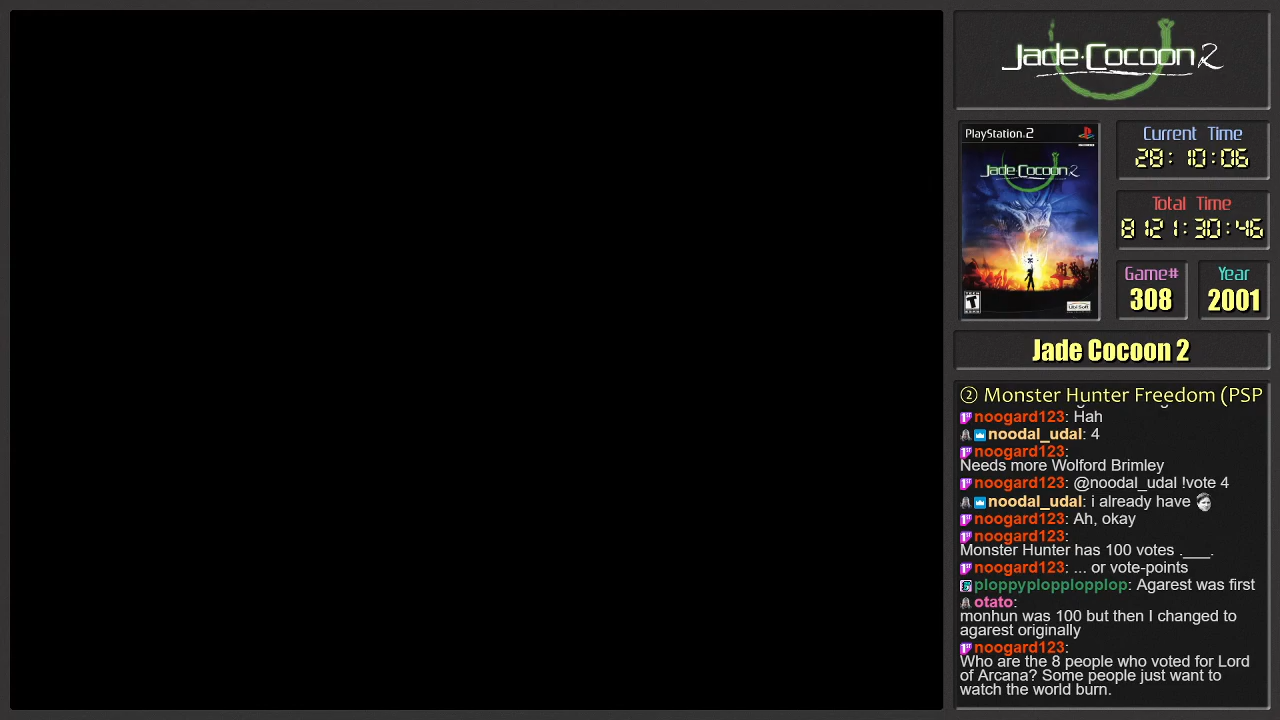 Jade Cocoon 2
PlayStation 2
Jade Cocoon 2
Ubi Soft
Current Time
28:10:06
Total Time
8121:30:46
Game#
308
Year
2001
Jade Cocoon 2
② Monster Hunter Freedom (PSP
noogard123: Hah
noodal_udal: 4
noogard123:
Needs more Wolford Brimley
noogard123: @noodal_udal !vote 4
noodal_udal: i already have
noogard123: Ah, okay
noogard123:
Monster Hunter has 100 votes .___.
noogard123: ... or vote-points
ploppyplopplopplop: Agarest was first
otato:
monhun was 100 but then I changed to
agarest originally
noogard123:
Who are the 8 people who voted for Lord
of Arcana? Some people just want to
watch the world burn.